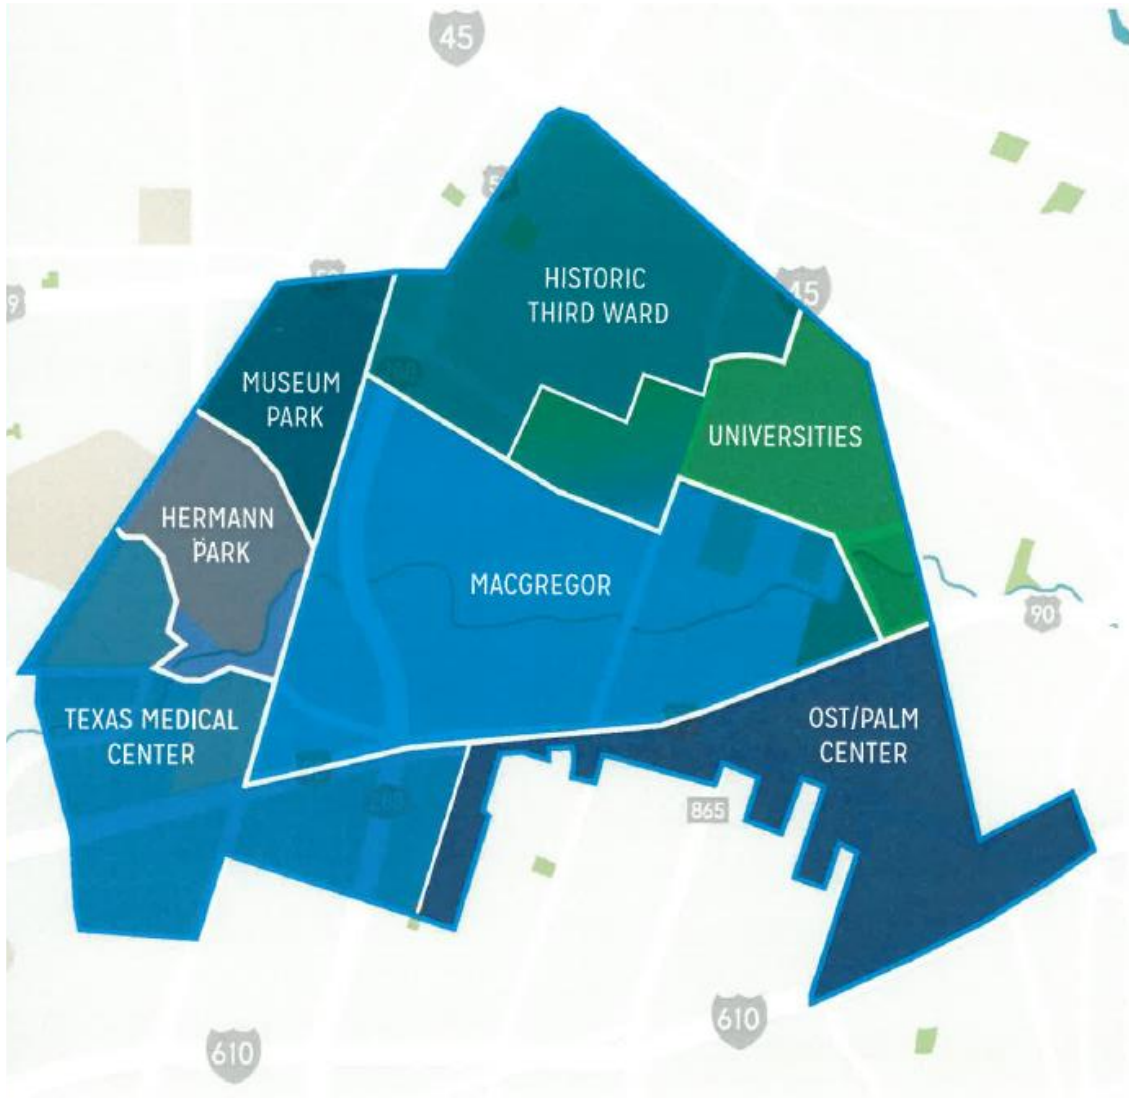 45
HISTORIC
THIRD WARD
45
MUSEUM
PARK
UNIVERSITIES
HERMANN
PARK
MACGREGOR
90
TEXAS MEDICAL
CENTER
OST/PALM
CENTER
865
610
610